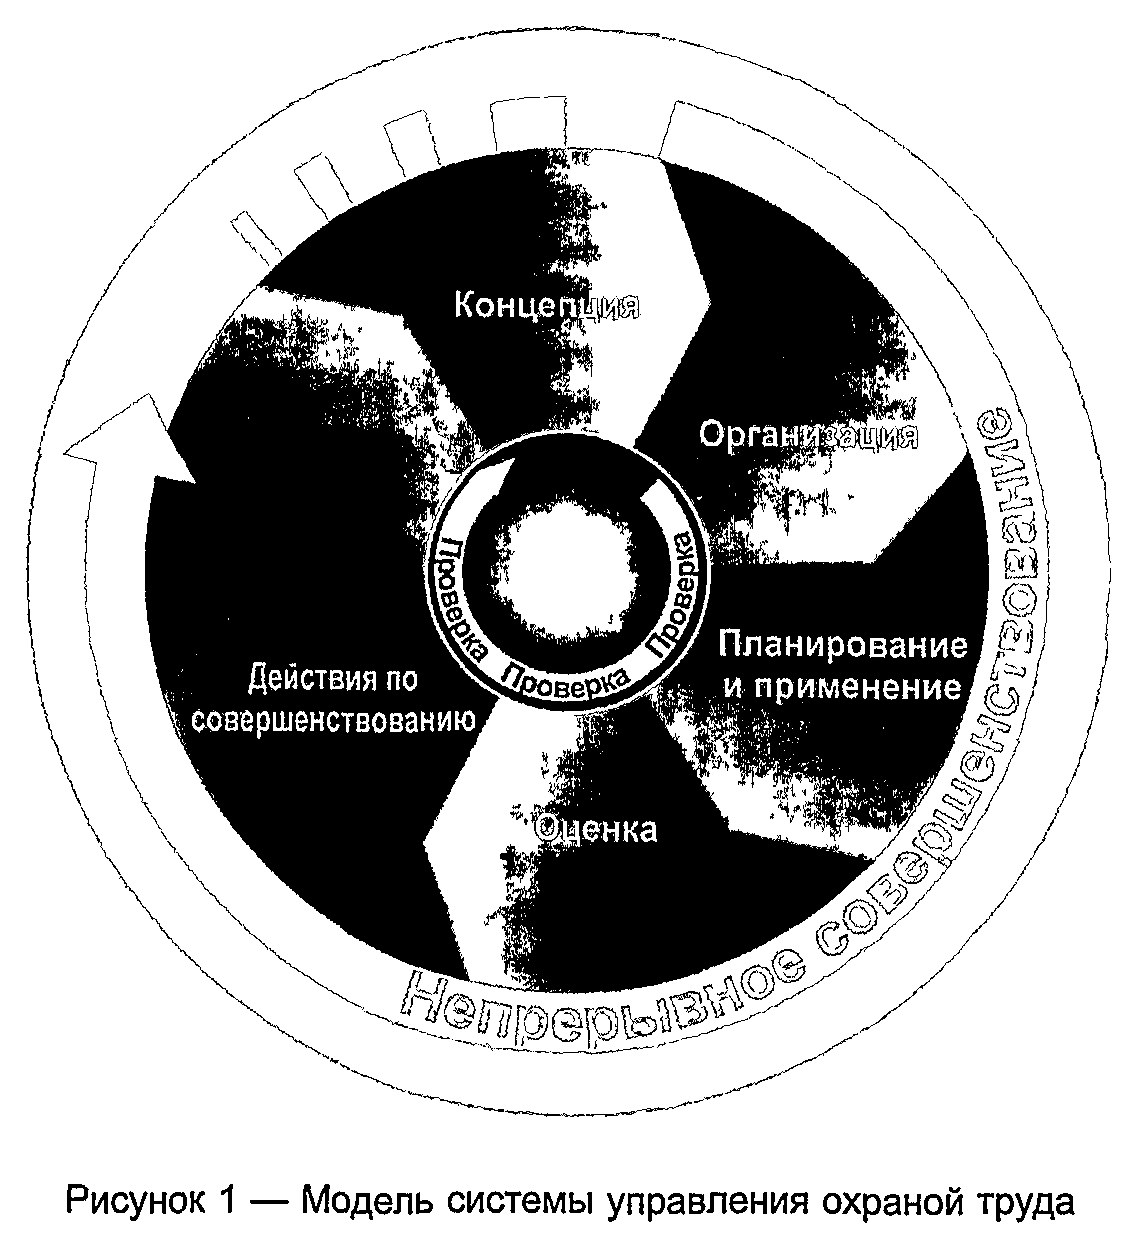 Концепция
Организация
Планирование
и применение
Оценка
Действия по
совершенствованию
Проверка
Проверка
Проверка
Непрерывное совершенствование
Рисунок 1 — Модель системы управления охраной труда